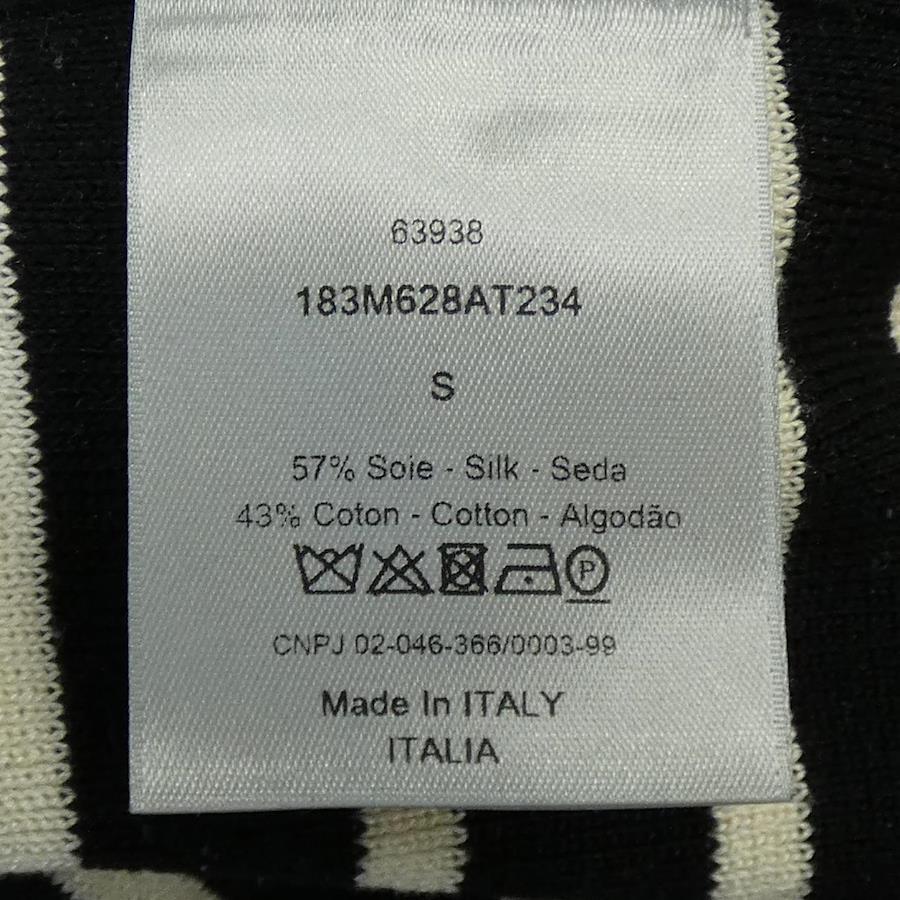 63938
183M628AT234
S
57% Soie - Silk - Seda
43% Coton - Cotton - Algodão
P
CNPJ 02-046-366/0003-99
Made In ITALY
ITALIA